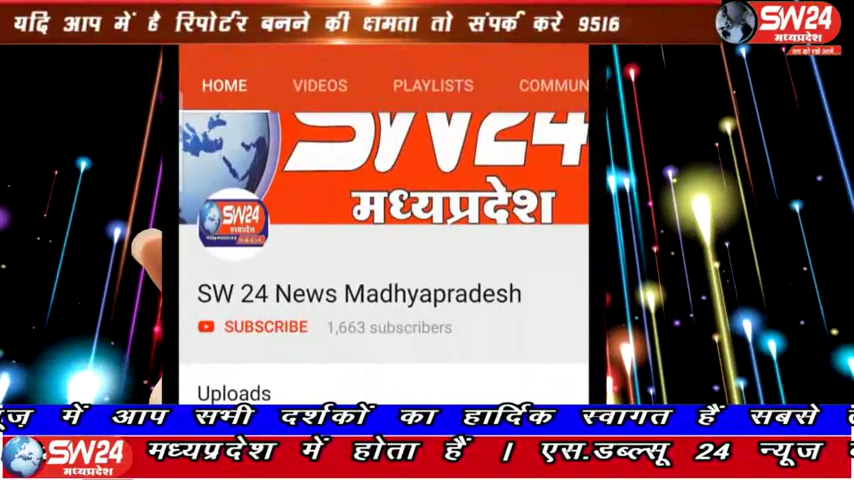 यदि आप में है रिपोर्टर बनने की क्षमता तो संपर्क करे 9516
SW24
मध्यप्रदेश
HOME VIDEOS PLAYLISTS COMMUN
SW24
मध्यप्रदेश
SW24
मध्यप्रदेश
SW 24 News Madhyapradesh
SUBSCRIBE 1,663 subscribers
Uploads
में आप सभी दर्शकों का हार्दिक स्वागत हैं सबसे
SW24
मध्यप्रदेश
मध्यप्रदेश में होता हैं । एस.डब्ल्सू 24 न्यूज